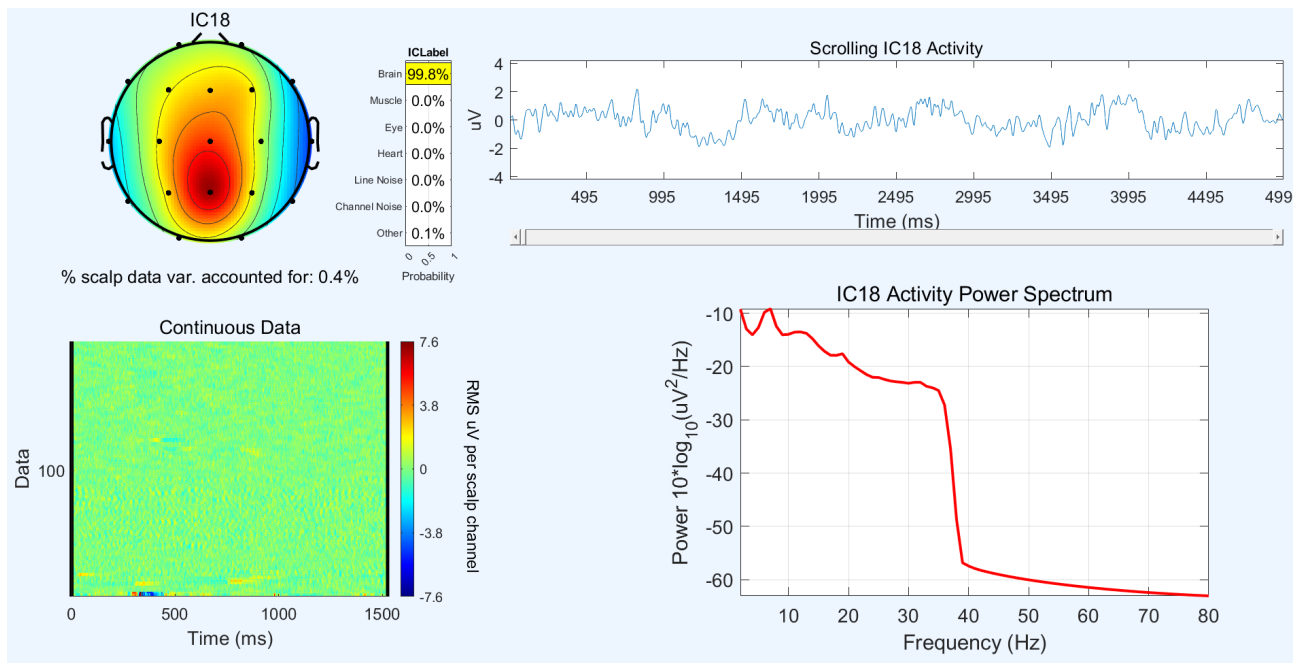 IC18
ICLabel
Brain 99.8%
Muscle 0.0%
Eye 0.0%
Heart 0.0%
Line Noise 0.0%
Channel Noise 0.0%
Other 0.1%
0 0.5 1
Probability
% scalp data var. accounted for: 0.4%
Scrolling IC18 Activity
4
2
0
-2
-4
uV
495 995 1495 1995 2495 2995 3495 3995 4495 499
Time (ms)
Continuous Data
Data
100
0 500 1000 1500
Time (ms)
7.6
3.8
0
-3.8
-7.6
RMS uV per scalp channel
IC18 Activity Power Spectrum
-10
-20
-30
-40
-50
-60
Power 10*log10(uV2/Hz)
10 20 30 40 50 60 70 80
Frequency (Hz)